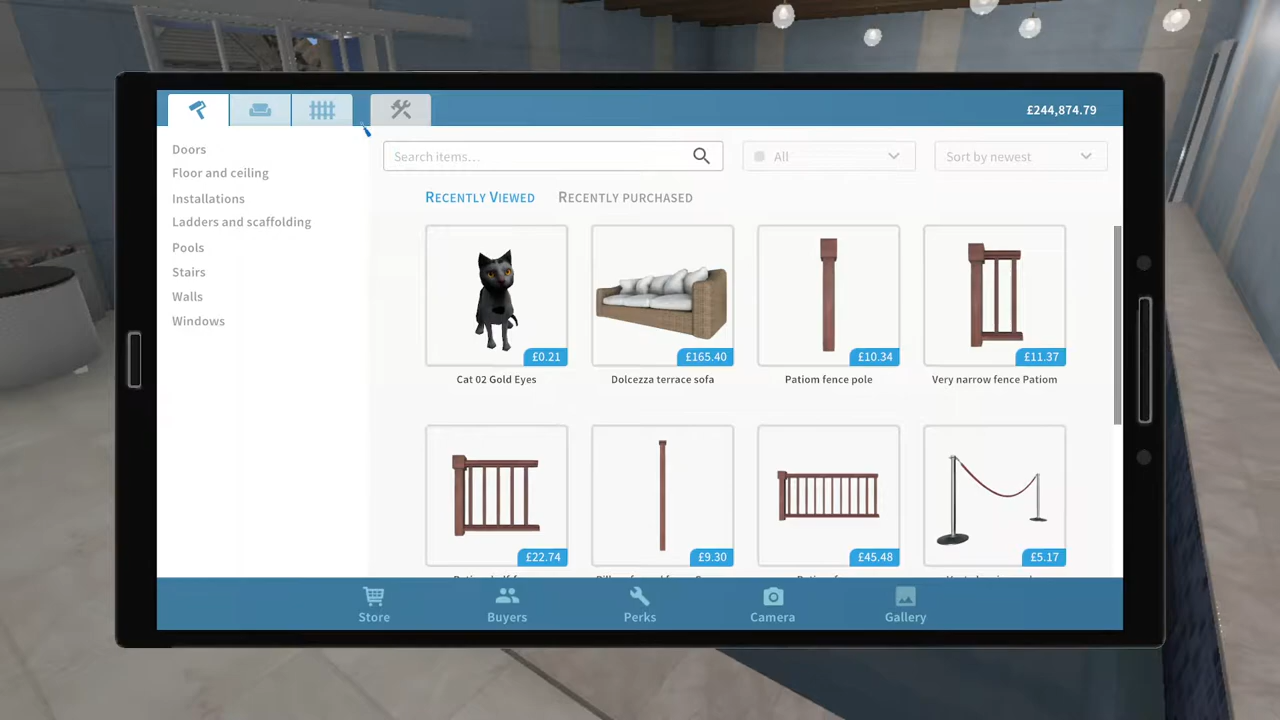 £244,874.79
Doors
Floor and ceiling
Installations
Ladders and scaffolding
Pools
Stairs
Walls
Windows
Search items...
All
Sort by newest
RECENTLY VIEWED
RECENTLY PURCHASED
£0.21
£165.40
£10.34
£11.37
Cat 02 Gold Eyes
Dolcezza terrace sofa
Patiom fence pole
Very narrow fence Patiom
£22.74
£9.30
£45.48
£5.17
Store
Buyers
Perks
Camera
Gallery